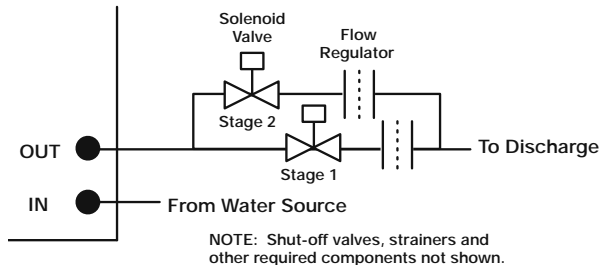 Solenoid
Valve
Flow
Regulator
Stage 2
OUT
To Discharge
Stage 1
IN
From Water Source
NOTE: Shut-off valves, strainers and
other required components not shown.